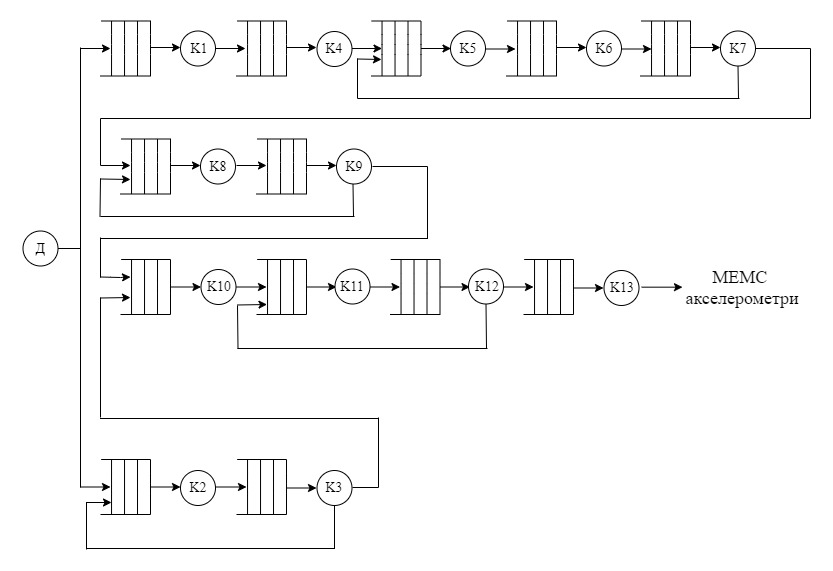 К1
К4
К5
К6
К7
К8
К9
Д
К10
К11
К12
К13
МЕМС
акселерометри
К2
К3